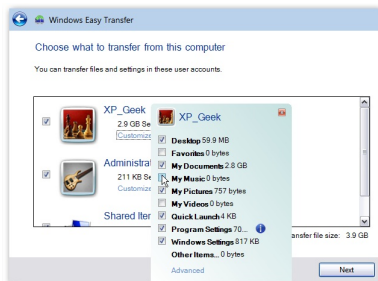 Windows Easy Transfer
Choose what to transfer from this computer
You can transfer files and settings in these user accounts.
XP_Geek
2.9 GB Se
Customize
Administrat
211 KB Se
Customize
Shared Iter
XP_Geek
Desktop 59.9 MB
Favorites 0 bytes
My Documents 2.8 GB
My Music 0 bytes
My Pictures 757 bytes
My Videos 0 bytes
Quick Launch 4 KB
Program Settings 70...
Windows Settings 817 KB
Other Items... 0 bytes
Advanced
ansfer file size: 3.9 GB
Next